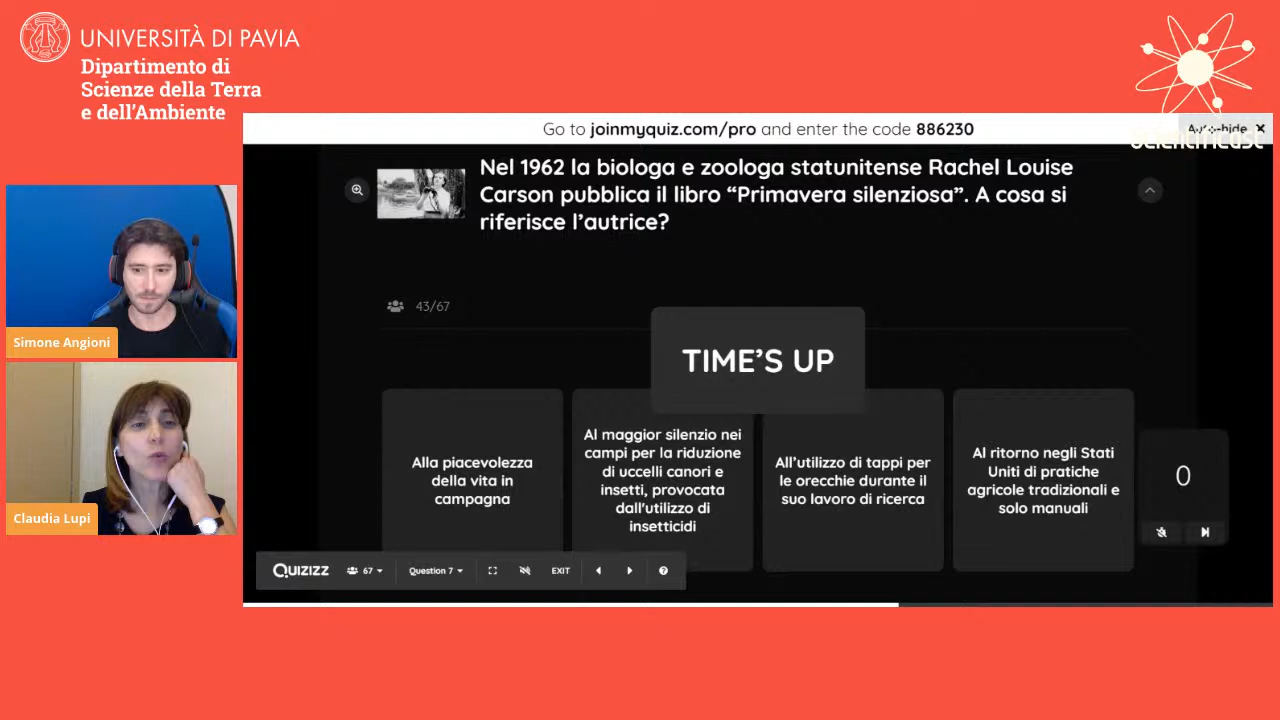 UNIVERSITÀ DI PAVIA
Dipartimento di
Scienze della Terra
e dell'Ambiente
Go to joinmyquiz.com/pro and enter the code 886230
Auto-hide
Scientificast
Nel 1962 la biologa e zoologa statunitense Rachel Louise
Carson pubblica il libro “Primavera silenziosa”. A cosa si
riferisce l’autrice?
43/67
TIME’S UP
Alla piacevolezza
della vita in
campagna
Al maggior silenzio nei
campi per la riduzione
di uccelli canori e
insetti, provocata
dall'utilizzo di
insetticidi
All’utilizzo di tappi per
le orecchie durante il
suo lavoro di ricerca
Al ritorno negli Stati
Uniti di pratiche
agricole tradizionali e
solo manuali
0
Quizizz
67
Question 7
EXIT
Simone Angioni
Claudia Lupi